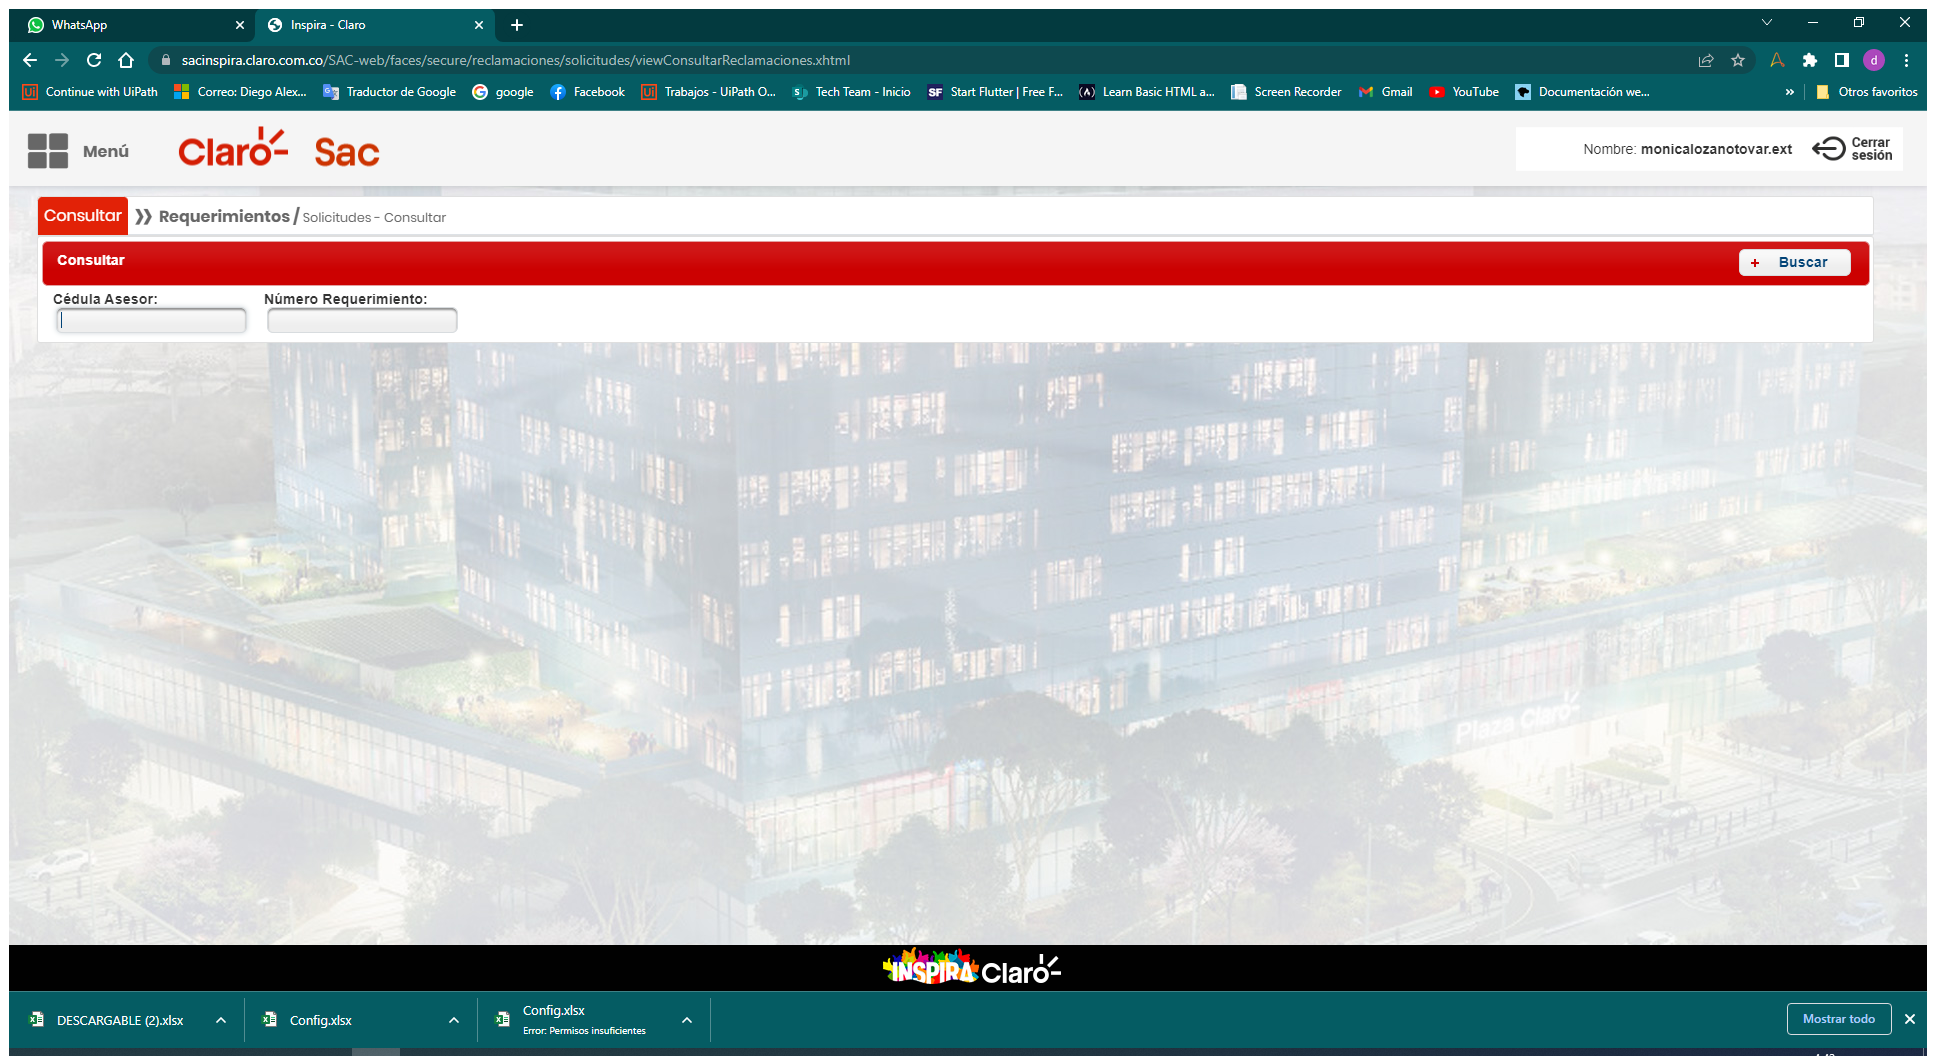 WhatsApp
Inspira - Claro
sacinspira.claro.com.co/SAC-web/faces/secure/reclamaciones/solicitudes/viewConsultarReclamaciones.xhtml
d
Continue with UiPath
Correo: Diego Alex...
Traductor de Google
google
Facebook
Trabajos - UiPath O...
Tech Team - Inicio
Start Flutter | Free F...
Learn Basic HTML a...
Screen Recorder
Gmail
YouTube
Documentación we...
»
Otros favoritos
Menú
Claro
Sac
Nombre: monicalozanotovar.ext
Cerrar
sesión
Consultar
Requerimientos / Solicitudes - Consultar
Consultar
+ Buscar
Cédula Asesor:
Número Requerimiento:
Plaza Claro
INSPIRA Claro
DESCARGABLE (2).xlsx
Config.xlsx
Config.xlsx
Error: Permisos insuficientes
Mostrar todo